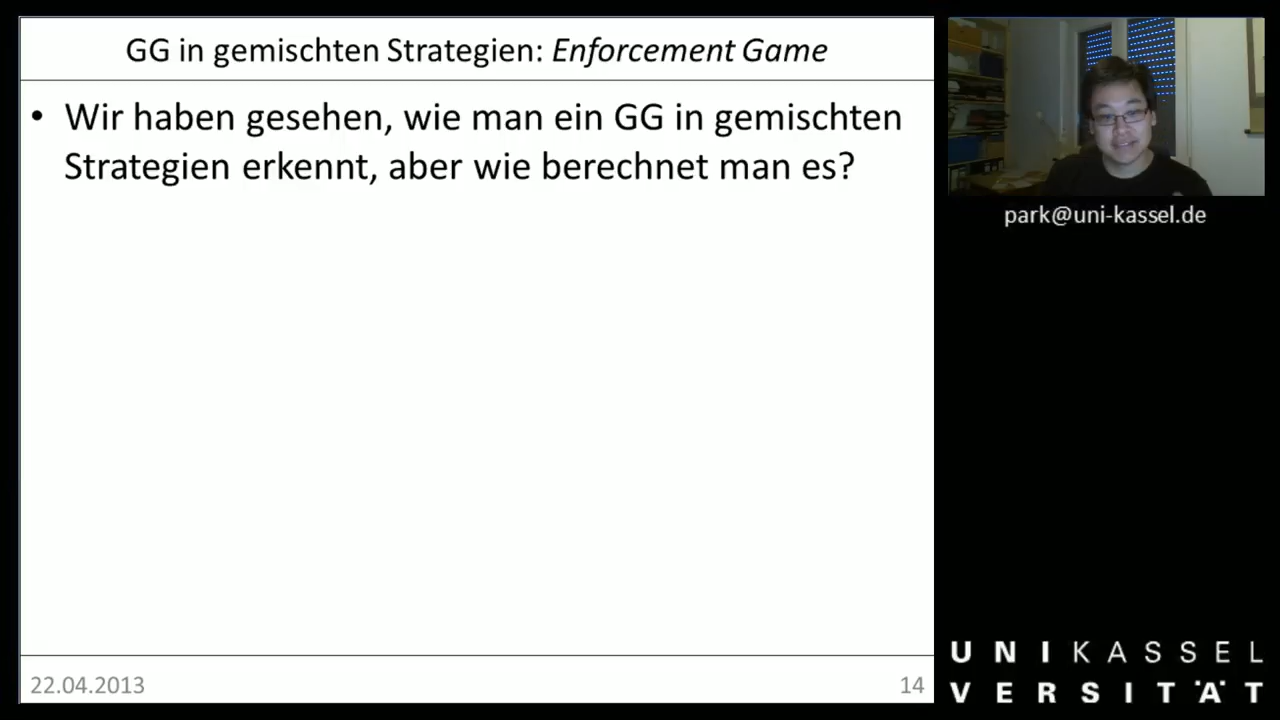 GG in gemischten Strategien: Enforcement Game
• Wir haben gesehen, wie man ein GG in gemischten
Strategien erkennt, aber wie berechnet man es?
22.04.2013
14
park@uni-kassel.de
UNIKASSEL
VERSITÄT